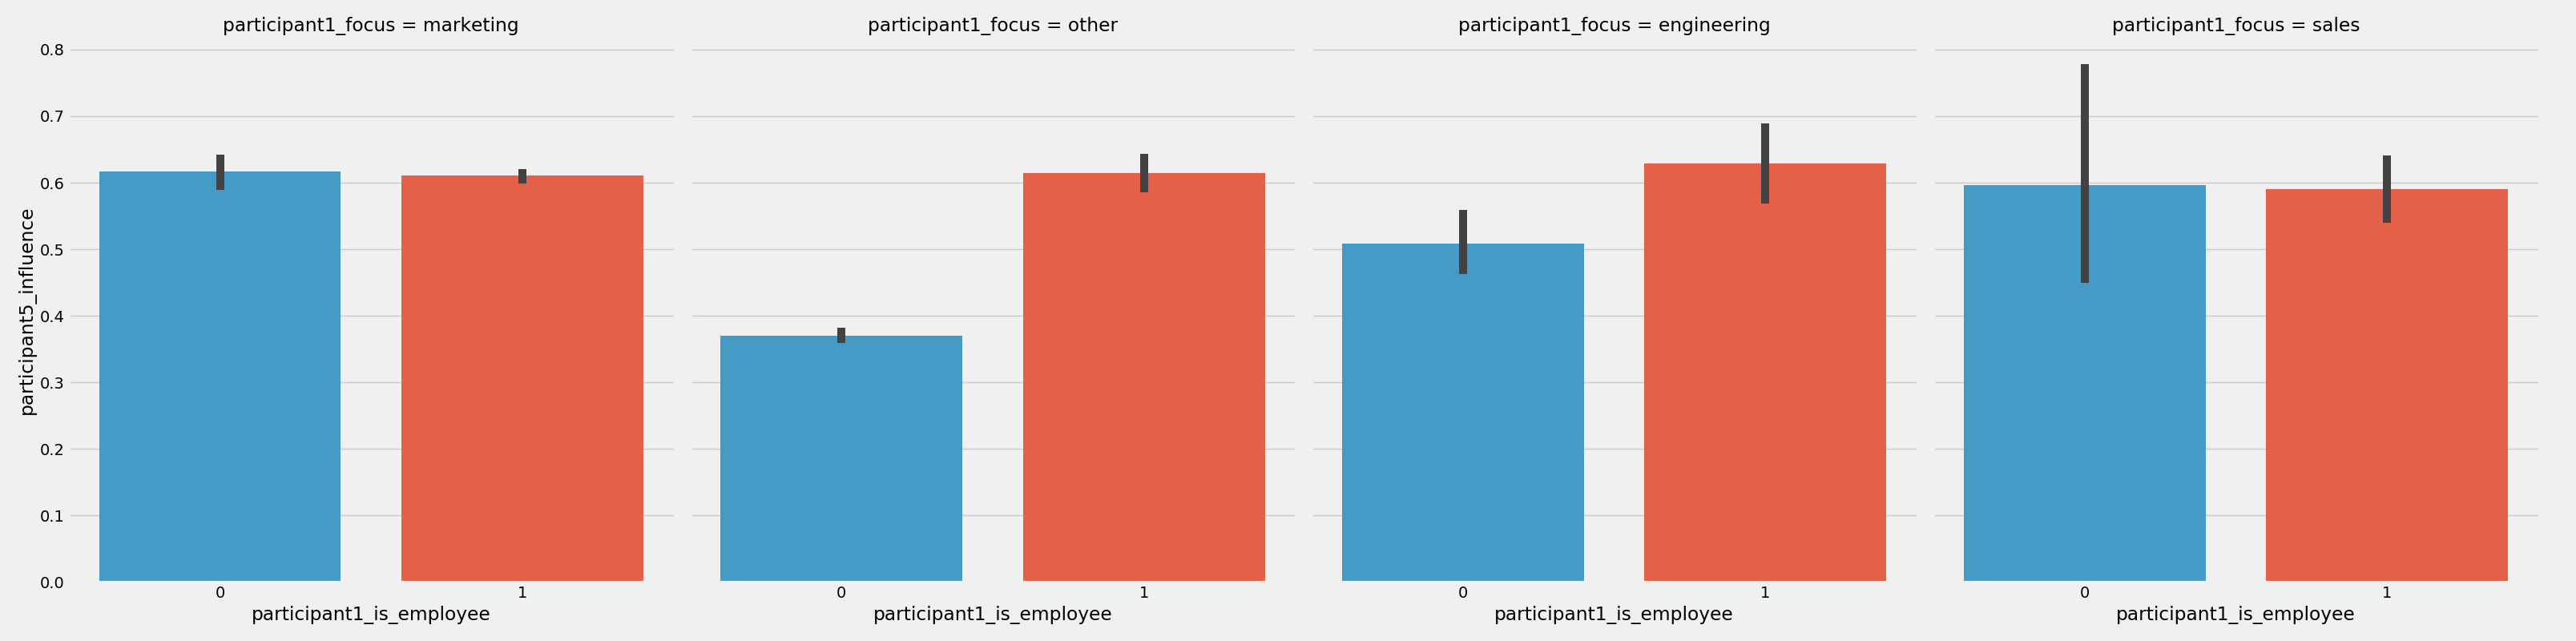 participant1_focus = marketing
participant1_focus = other
participant1_focus = engineering
participant1_focus = sales
participant5_influence
0.8
0.7
0.6
0.5
0.4
0.3
0.2
0.1
0.0
0 1
0 1
0 1
0 1
participant1_is_employee
participant1_is_employee
participant1_is_employee
participant1_is_employee